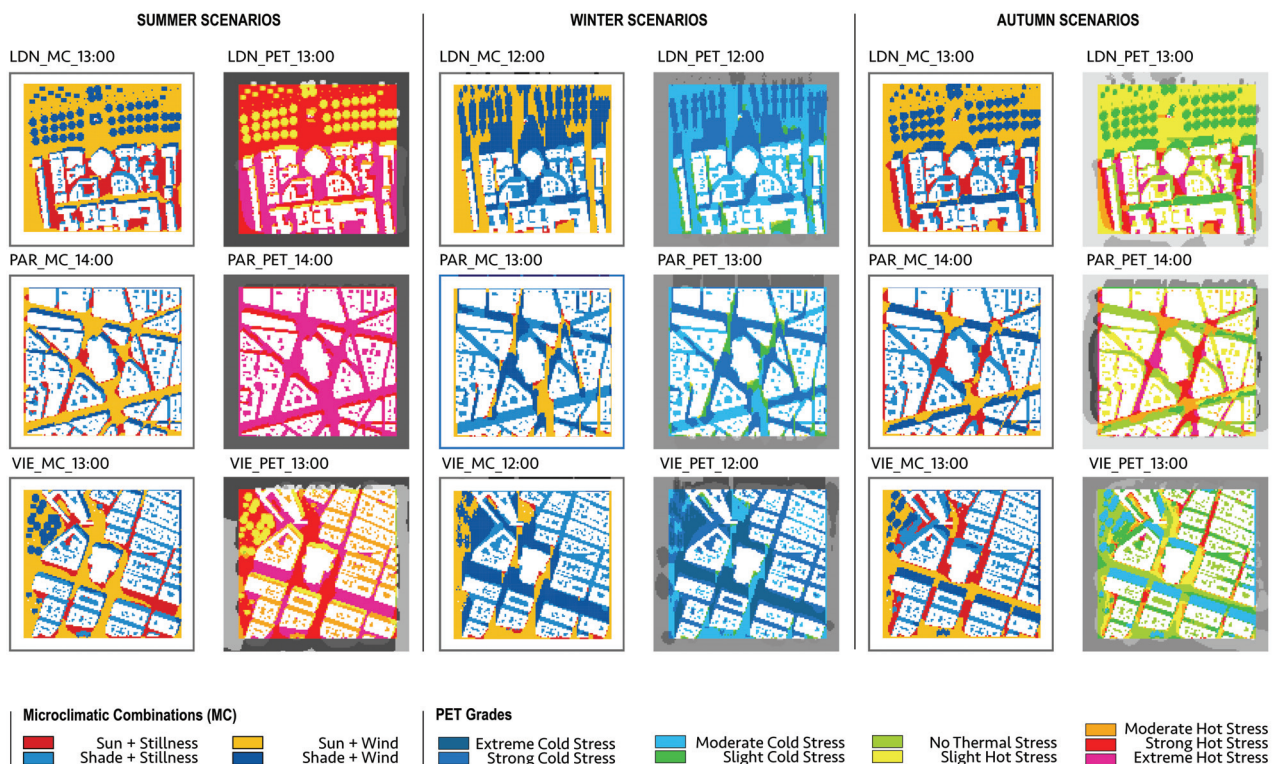 SUMMER SCENARIOS
WINTER SCENARIOS
AUTUMN SCENARIOS
LDN_MC_13:00
LDN_PET_13:00
LDN_MC_12:00
LDN_PET_12:00
LDN_MC_13:00
LDN_PET_13:00
PAR_MC_14:00
PAR_PET_14:00
PAR_MC_13:00
PAR_PET_13:00
PAR_MC_14:00
PAR_PET_14:00
VIE_MC_13:00
VIE_PET_13:00
VIE_MC_12:00
VIE_PET_12:00
VIE_MC_13:00
VIE_PET_13:00
Microclimatic Combinations (MC)
Sun + Stillness
Shade + Stillness
Sun + Wind
Shade + Wind
PET Grades
Extreme Cold Stress
Strong Cold Stress
Moderate Cold Stress
Slight Cold Stress
No Thermal Stress
Slight Hot Stress
Moderate Hot Stress
Strong Hot Stress
Extreme Hot Stress